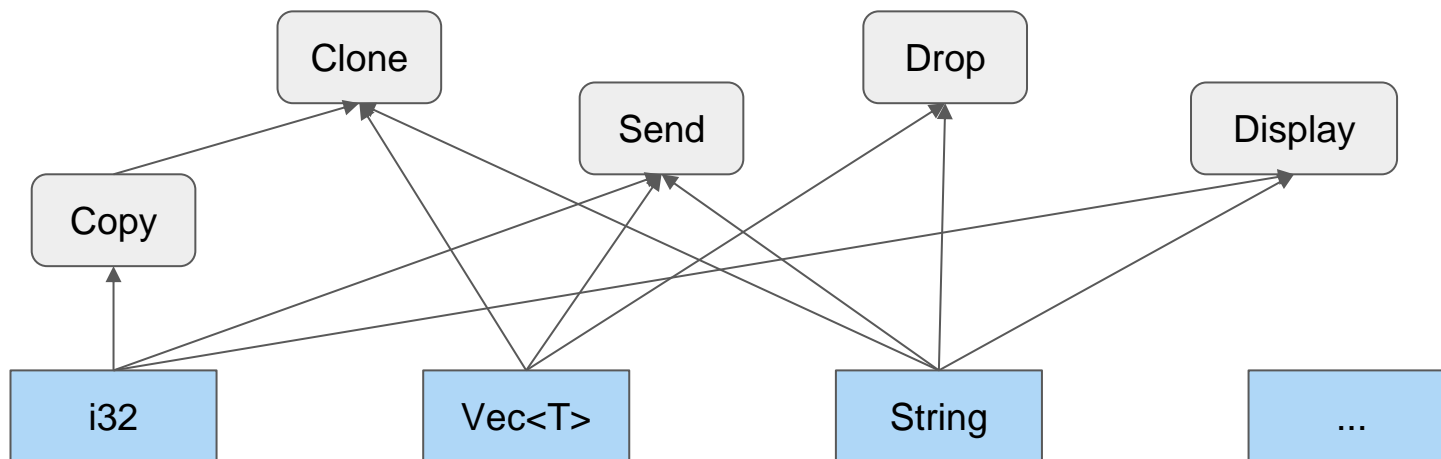 Clone
Drop
Send
Display
Copy
i32
Vec<T>
String
...